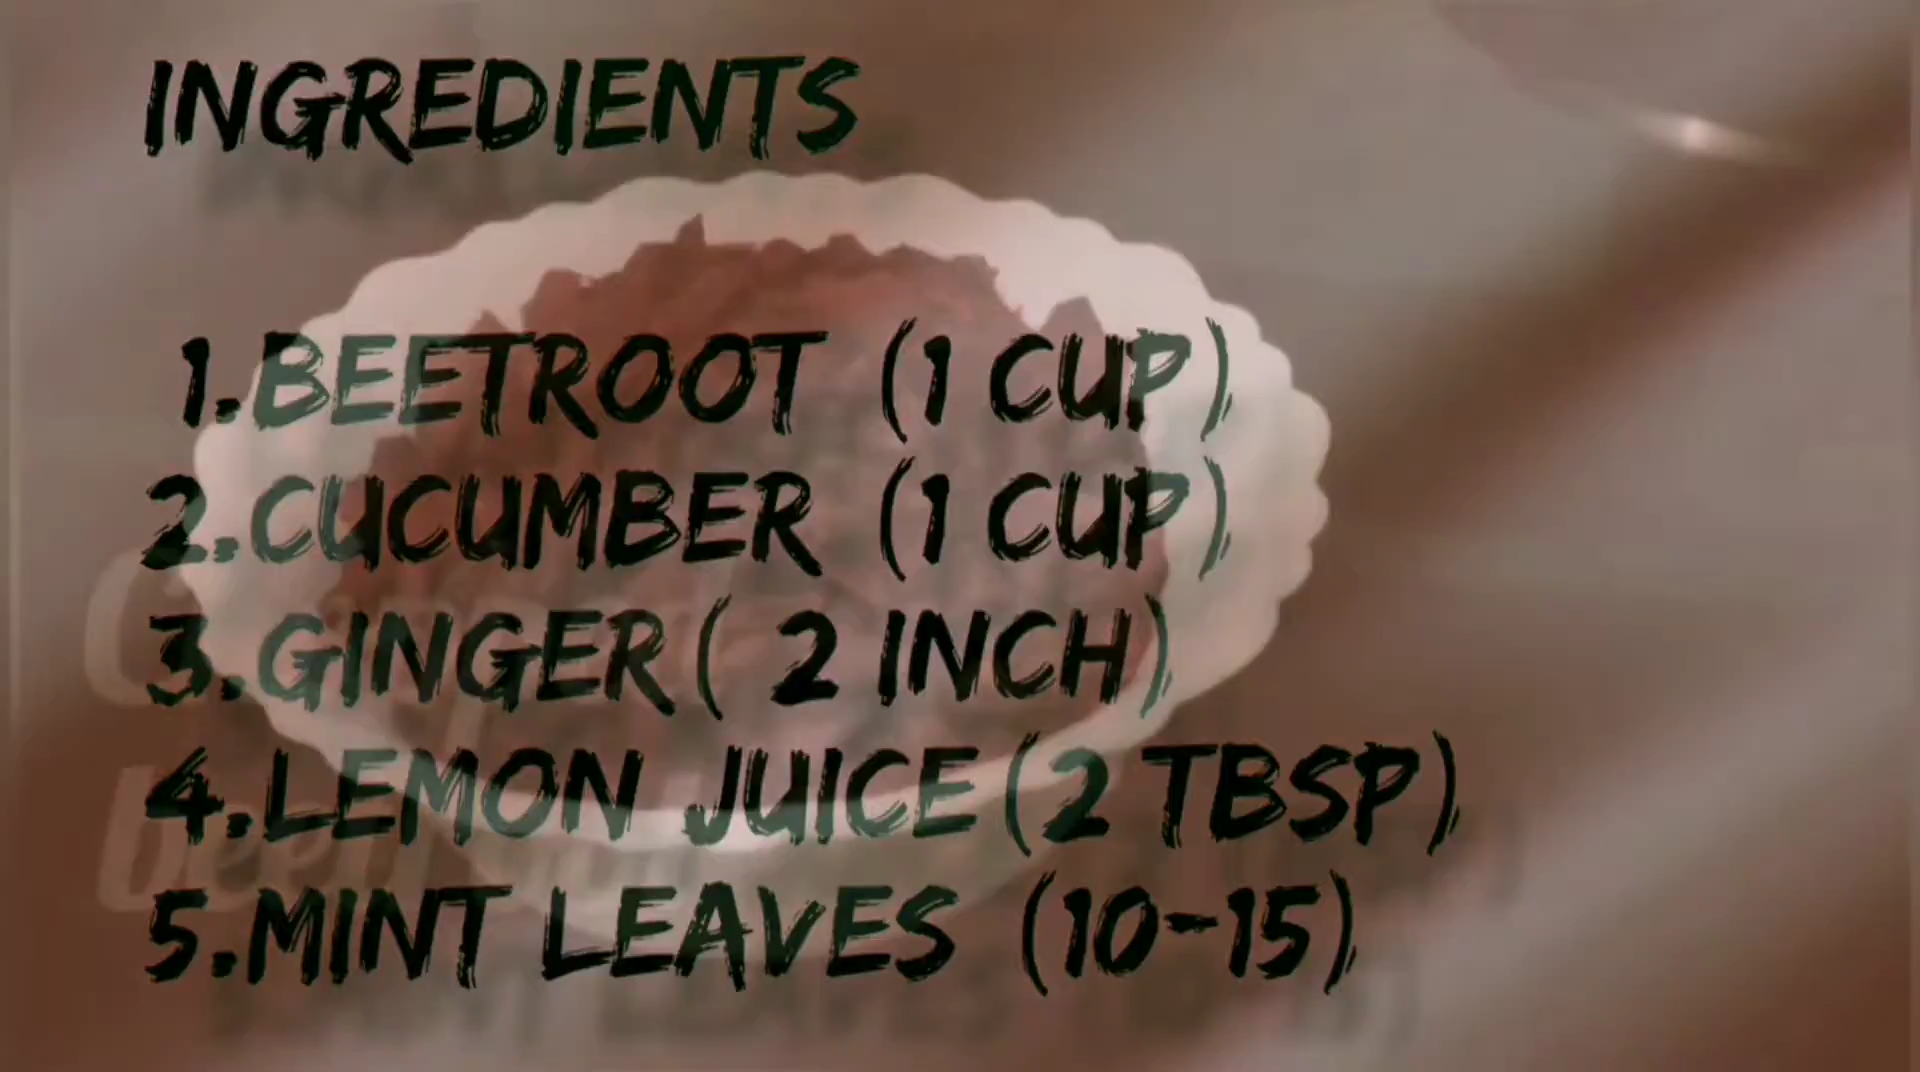 INGREDIENTS
1.BEETROOT (1 CUP)
2.CUCUMBER (1 CUP)
3.GINGER( 2 INCH)
4.LEMON JUICE(2 TBSP)
5.MINT LEAVES (10-15)